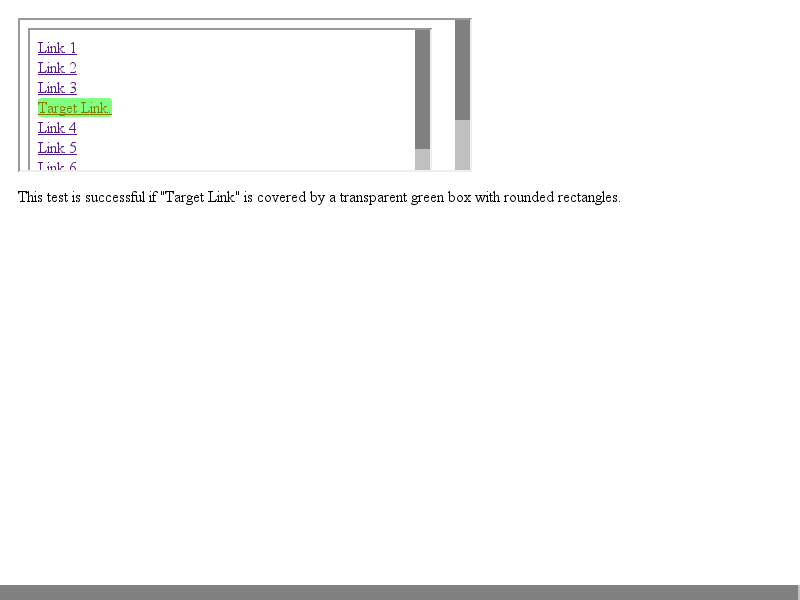 Link 1
Link 2
Link 3
Target Link.
Link 4
Link 5
Link 6
This test is successful if "Target Link" is covered by a transparent green box with rounded rectangles.